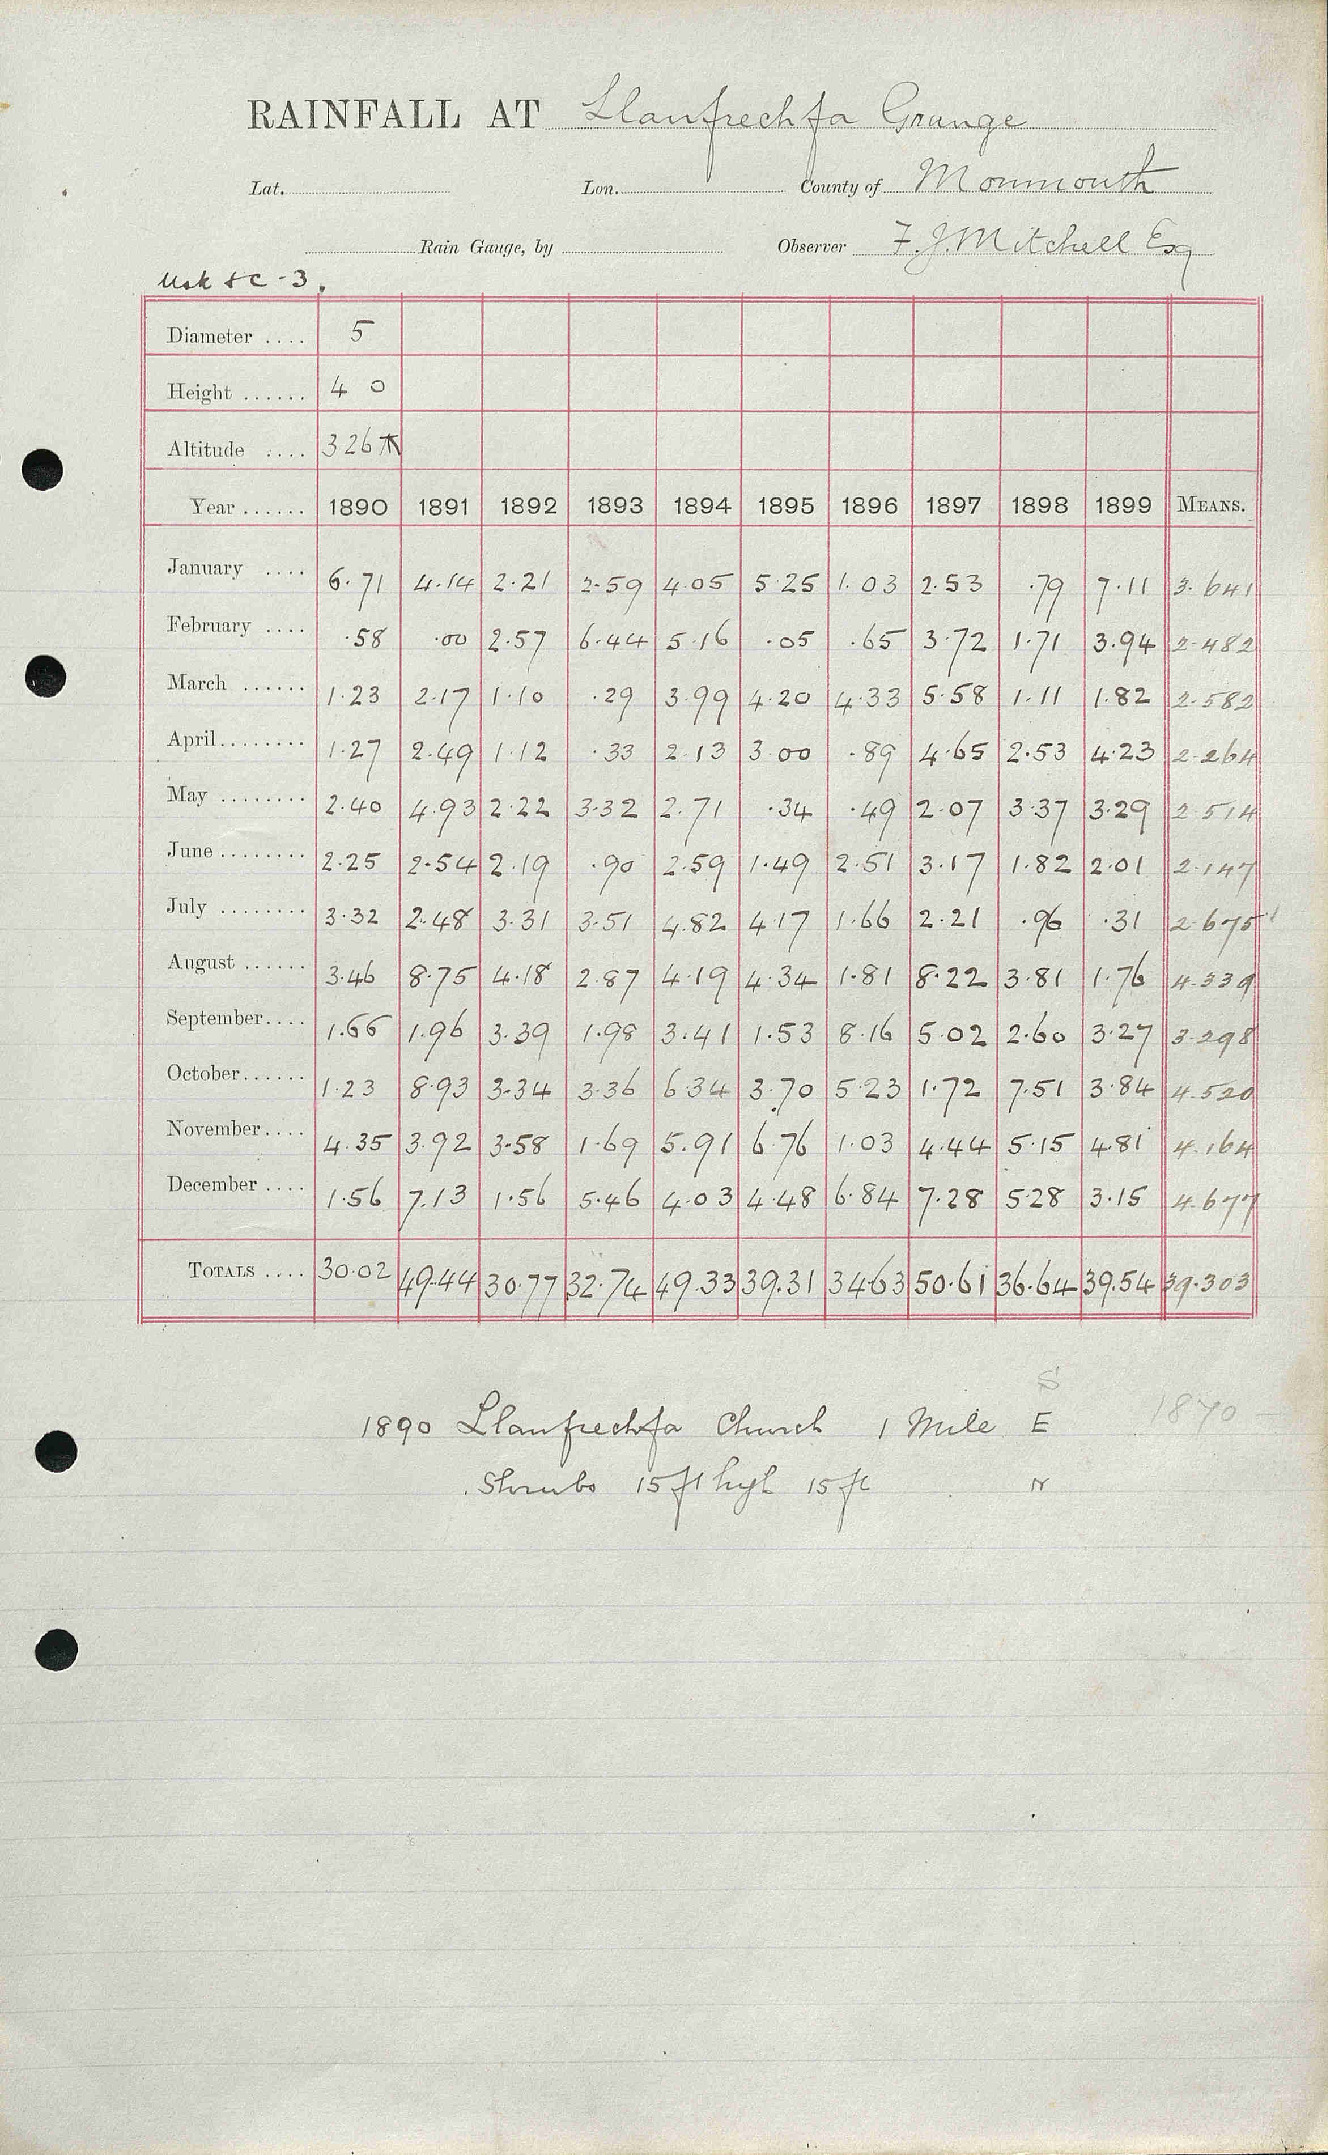 RAINFALL AT Llanfrechfa Grange
Lat. Lon. County of Monmouth
Rain Gauge, by Observer F. J. Mitchell Esq
Usk &c - 3.
Diameter .... 5
Height ...... 4 0
Altitude .... 326
Year ...... 1890 1891 1892 1893 1894 1895 1896 1897 1898 1899 MEANS.
January .... 6.71 4.14 2.21 2.59 4.05 5.25 1.03 2.53 .79 7.11 3.641
February .... .58 .00 2.57 6.44 5.16 .05 .65 3.72 1.71 3.94 2.482
March ...... 1.23 2.17 1.10 .29 3.99 4.20 4.33 5.58 1.11 1.82 2.582
April........ 1.27 2.49 1.12 .33 2.13 3.00 .89 4.65 2.53 4.23 2.264
May ........ 2.40 4.93 2.22 3.32 2.71 .34 .49 2.07 3.37 3.29 2.514
June ........ 2.25 2.54 2.19 .90 2.59 1.49 2.51 3.17 1.82 2.01 2.147
July ........ 3.32 2.48 3.31 3.51 4.82 4.17 1.66 2.21 .96 .31 2.675
August ...... 3.46 8.75 4.18 2.87 4.19 4.34 1.81 8.22 3.81 1.76 4.339
September.... 1.66 1.96 3.39 1.98 3.41 1.53 8.16 5.02 2.60 3.27 3.298
October...... 1.23 8.93 3.34 3.36 6.34 3.70 5.23 1.72 7.51 3.84 4.520
November.... 4.35 3.92 3.58 1.69 5.91 6.76 1.03 4.44 5.15 4.81 4.164
December .... 1.56 7.13 1.56 5.46 4.03 4.48 6.84 7.28 5.28 3.15 4.677
TOTALS .... 30.02 49.44 30.77 32.74 49.33 39.31 34.63 50.61 36.64 39.54 39.303
S
1890 Llanfrechfa Church 1 Mile E 1870
Shrubs 15 ft high 15 ft N